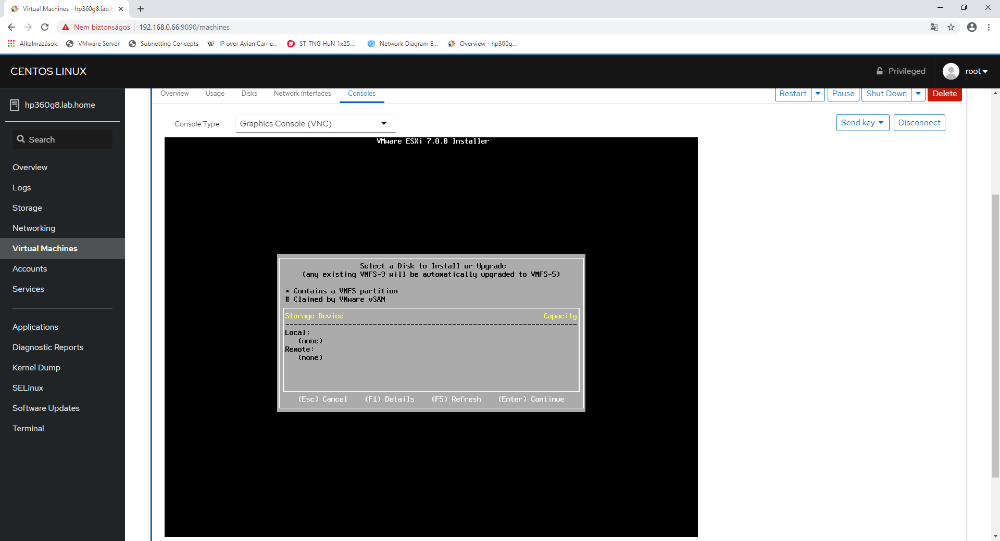 Virtual Machines - hp360g8.lab.h
Nem biztonságos
192.168.0.66:9090/machines
Alkalmazások
VMware Server
Subnetting Concepts
IP over Avian Carrie...
ST-TNG HuN 1x25....
Network Diagram E...
Overview - hp360g...
CENTOS LINUX
Privileged
root
hp360g8.lab.home
Search
Overview
Logs
Storage
Networking
Virtual Machines
Accounts
Services
Applications
Diagnostic Reports
Kernel Dump
SELinux
Software Updates
Terminal
Overview
Usage
Disks
Network Interfaces
Consoles
Restart
Pause
Shut Down
Delete
Console Type
Graphics Console (VNC)
Send key
Disconnect
VMware ESXi 7.0.0 Installer
Select a Disk to Install or Upgrade
(any existing VMFS-3 will be automatically upgraded to VMFS-5)
* Contains a VMFS partition
# Claimed by VMware vSAN
Storage Device Capacity
Local:
(none)
Remote:
(none)
(Esc) Cancel (F1) Details (F5) Refresh (Enter) Continue